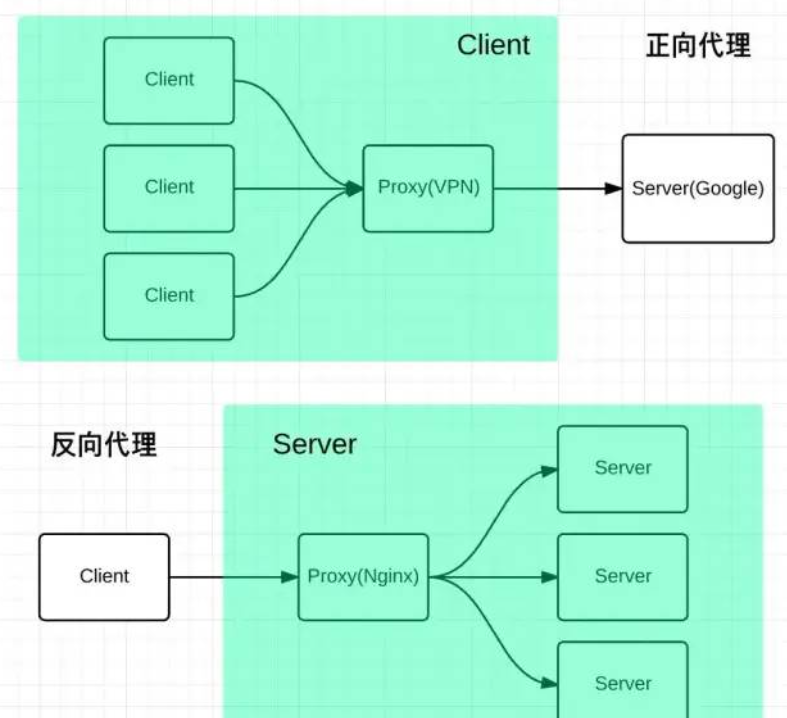 Client
正向代理
Client
Client
Proxy(VPN)
Server(Google)
Client
反向代理
Server
Server
Client
Proxy(Nginx)
Server
Server